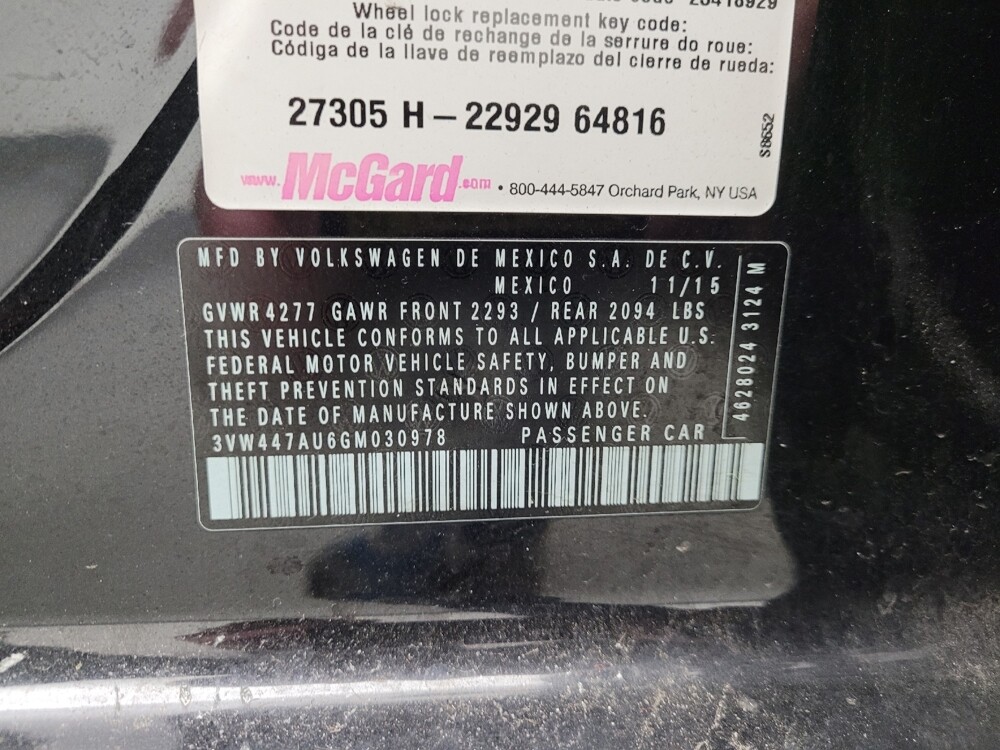 Wheel lock replacement key code:
Code de la clé de rechange de la serrure do roue:
Códiga de la llave de reemplazo del cierre de rueda:
27305 H – 22929 64816
S8652
www.McGard.com • 800-444-5847 Orchard Park, NY USA
MFD BY VOLKSWAGEN DE MEXICO S.A. DE C.V.
MEXICO 11/15
GVWR 4277 GAWR FRONT 2293 / REAR 2094 LBS
THIS VEHICLE CONFORMS TO ALL APPLICABLE U.S.
FEDERAL MOTOR VEHICLE SAFETY, BUMPER AND
THEFT PREVENTION STANDARDS IN EFFECT ON
THE DATE OF MANUFACTURE SHOWN ABOVE.
3VW447AU6GM030978 PASSENGER CAR
4628024 3124 M